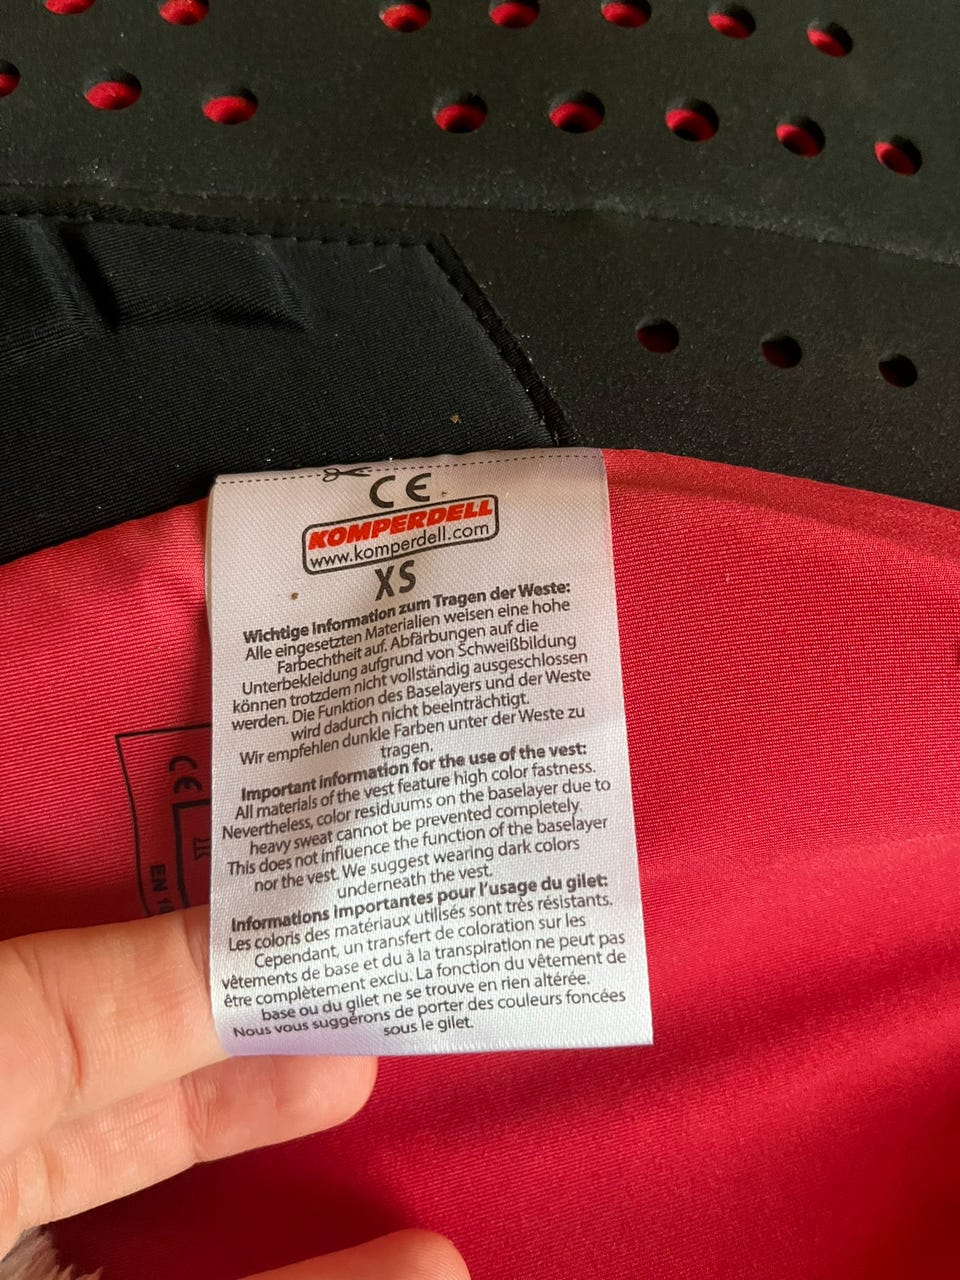 CE
KOMPERDELL
www.komperdell.com
XS
Wichtige Information zum Tragen der Weste:
Alle eingesetzten Materialien weisen eine hohe
Farbechtheit auf. Abfärbungen auf die
Unterbekleidung aufgrund von Schweißbildung
können trotzdem nicht vollständig ausgeschlossen
werden. Die Funktion des Baselayers und der Weste
wird dadurch nicht beeinträchtigt.
Wir empfehlen dunkle Farben unter der Weste zu
tragen.
Important information for the use of the vest:
All materials of the vest feature high color fastness.
Nevertheless, color residuums on the baselayer due to
heavy sweat cannot be prevented completely.
This does not influence the function of the baselayer
nor the vest. We suggest wearing dark colors
underneath the vest.
Informations importantes pour l'usage du gilet:
Les coloris des matériaux utilisés sont très résistants.
Cependant, un transfert de coloration sur les
vêtements de base et du à la transpiration ne peut pas
être complètement exclu. La fonction du vêtement de
base ou du gilet ne se trouve en rien altérée.
Nous vous suggérons de porter des couleurs foncées
sous le gilet.
CE
EN